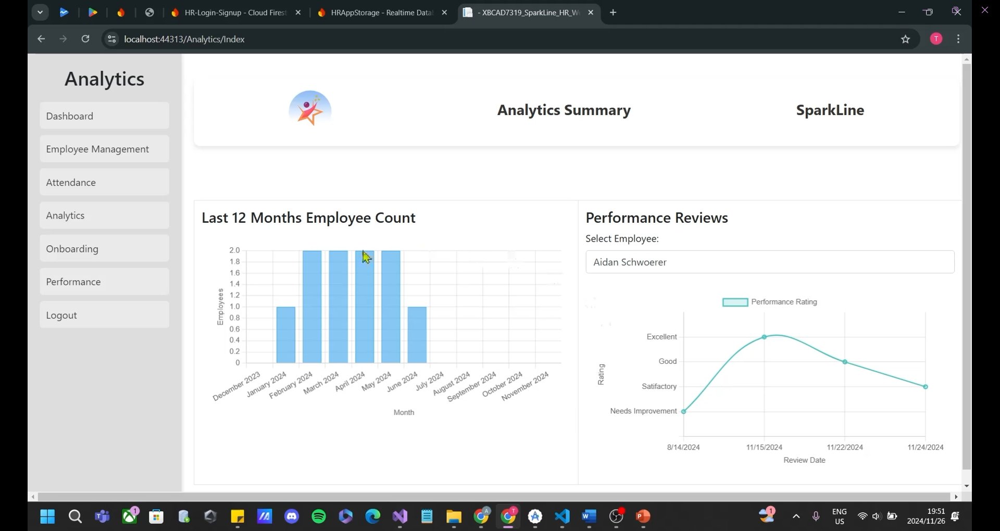 HR-Login-Signup - Cloud Fires
HRAppStorage - Realtime Data
- XBCAD7319_SparkLine_HR_W
localhost:44313/Analytics/Index
T
Analytics
Dashboard
Employee Management
Attendance
Analytics
Onboarding
Performance
Logout
Analytics Summary
SparkLine
Last 12 Months Employee Count
2.0
1.8
1.6
1.4
1.2
1.0
0.8
0.6
0.4
0.2
0
Employees
December 2023
January 2024
February 2024
March 2024
April 2024
May 2024
June 2024
July 2024
August 2024
September 2024
October 2024
November 2024
Month
Performance Reviews
Select Employee:
Aidan Schwoerer
Performance Rating
Excellent
Good
Satifactory
Needs Improvement
Rating
8/14/2024
11/15/2024
11/22/2024
11/24/2024
Review Date
1
1
ENG
US
19:51
2024/11/26